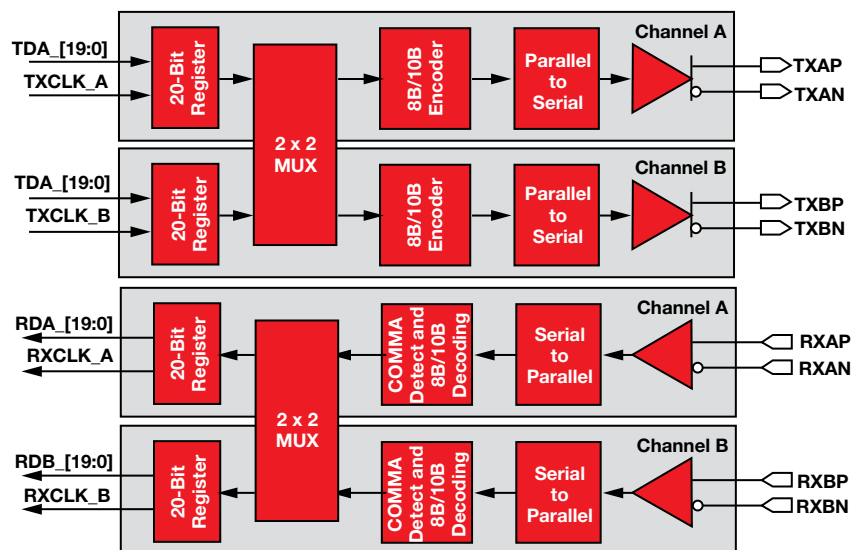 Channel A
TDA_[19:0]
TXCLK_A
20-Bit
Register
8B/10B
Encoder
Parallel
to
Serial
TXAP
TXAN
2 x 2
MUX
Channel B
TDA_[19:0]
TXCLK_B
20-Bit
Register
8B/10B
Encoder
Parallel
to
Serial
TXBP
TXBN
Channel A
RDA_[19:0]
RXCLK_A
20-Bit
Register
COMMA
Detect and
8B/10B
Decoding
Serial
to
Parallel
RXAP
RXAN
2 x 2
MUX
Channel B
RDB_[19:0]
RXCLK_B
20-Bit
Register
COMMA
Detect and
8B/10B
Decoding
Serial
to
Parallel
RXBP
RXBN